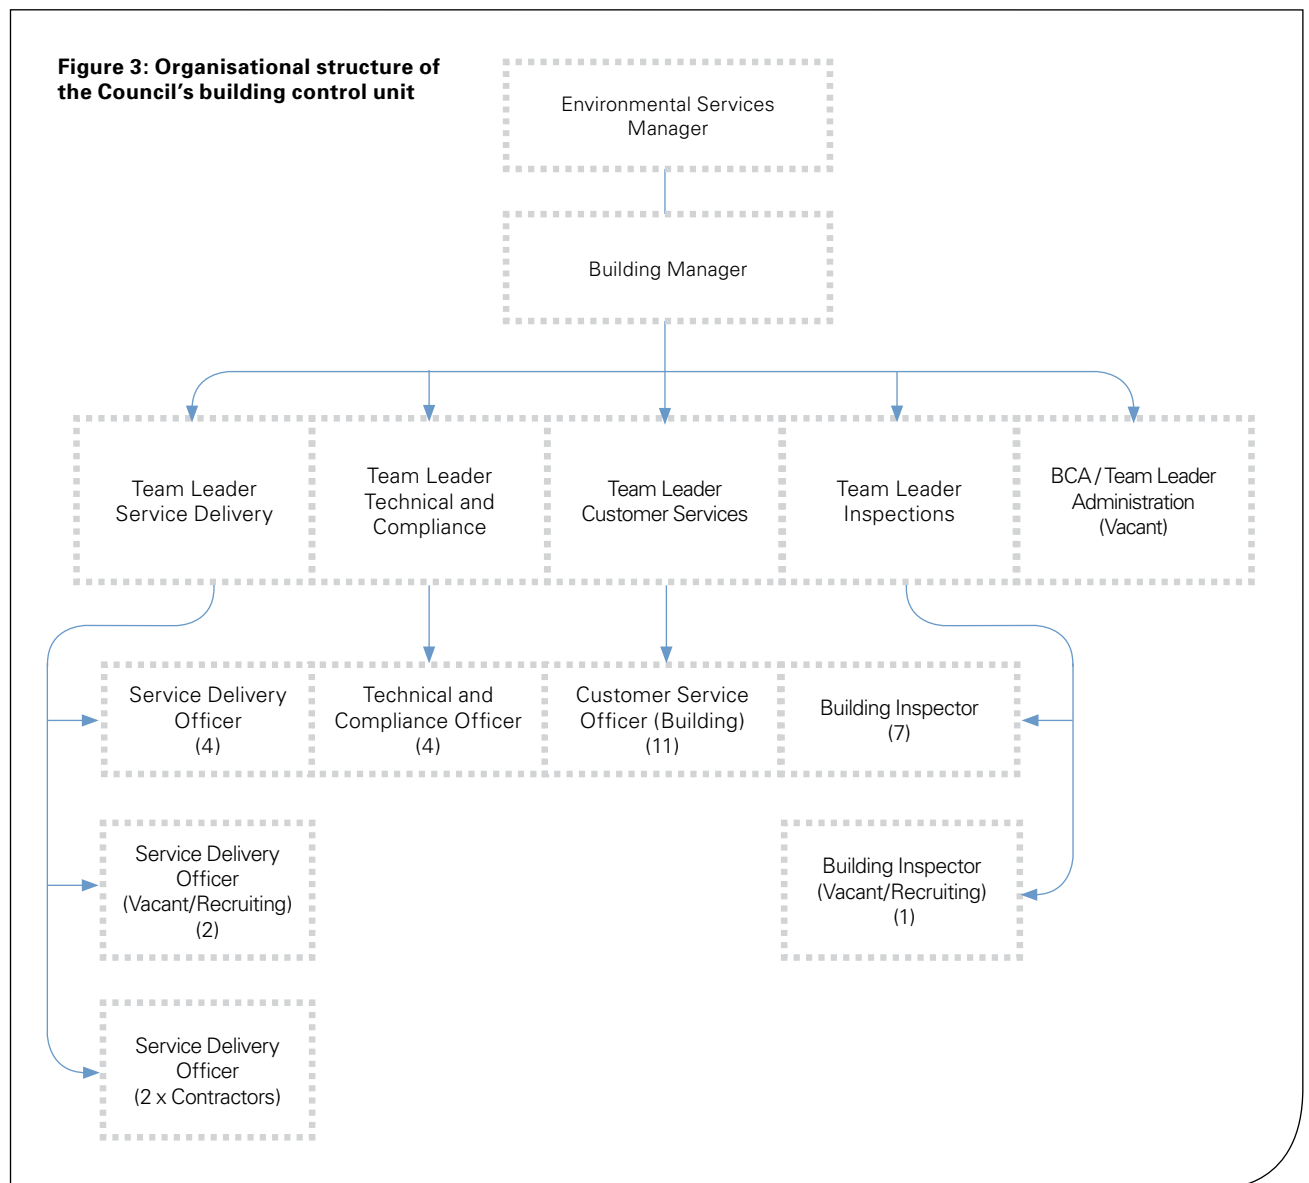 Figure 3: Organisational structure of
the Council's building control unit
Environmental Services
Manager
Building Manager
Team Leader
Service Delivery
Team Leader
Technical and
Compliance
Team Leader
Customer Services
Team Leader
Inspections
BCA / Team Leader
Administration
(Vacant)
Service Delivery
Officer
(4)
Technical and
Compliance Officer
(4)
Customer Service
Officer (Building)
(11)
Building Inspector
(7)
Service Delivery
Officer
(Vacant/Recruiting)
(2)
Building Inspector
(Vacant/Recruiting)
(1)
Service Delivery
Officer
(2 x Contractors)